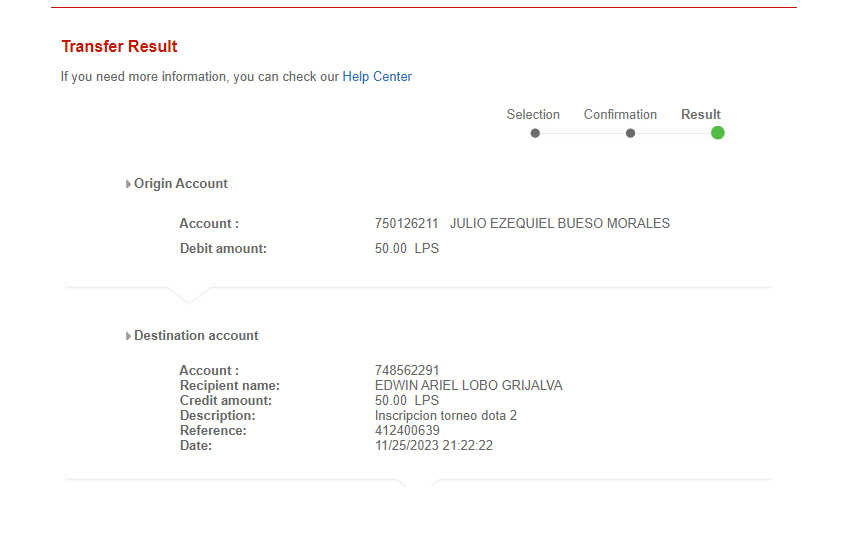 Transfer Result
If you need more information, you can check our Help Center
Selection Confirmation Result
Origin Account
Account : 750126211 JULIO EZEQUIEL BUESO MORALES
Debit amount: 50.00 LPS
Destination account
Account : 748562291
Recipient name: EDWIN ARIEL LOBO GRIJALVA
Credit amount: 50.00 LPS
Description: Inscripcion torneo dota 2
Reference: 412400639
Date: 11/25/2023 21:22:22